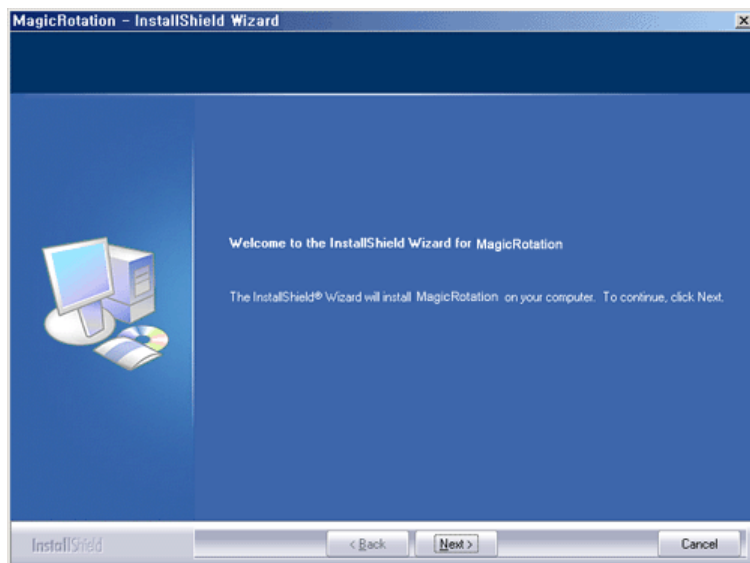 MagicRotation - InstallShield Wizard
Welcome to the InstallShield Wizard for MagicRotation
The InstallShield® Wizard will install MagicRotation on your computer. To continue, click Next.
InstallShield
< Back
Next >
Cancel